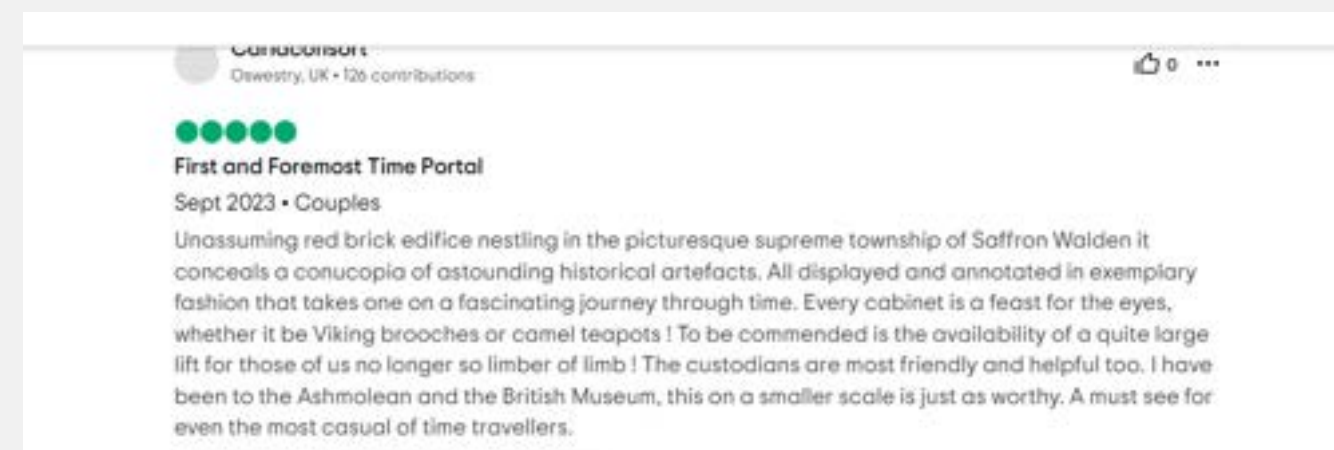 Oswestry, UK • 126 contributions
0 •••
First and Foremost Time Portal
Sept 2023 • Couples
Unassuming red brick edifice nestling in the picturesque supreme township of Saffron Walden it
conceals a conucopia of astounding historical artefacts. All displayed and annotated in exemplary
fashion that takes one on a fascinating journey through time. Every cabinet is a feast for the eyes,
whether it be Viking brooches or camel teapots ! To be commended is the availability of a quite large
lift for those of us no longer so limber of limb ! The custodians are most friendly and helpful too. I have
been to the Ashmolean and the British Museum, this on a smaller scale is just as worthy. A must see for
even the most casual of time travellers.